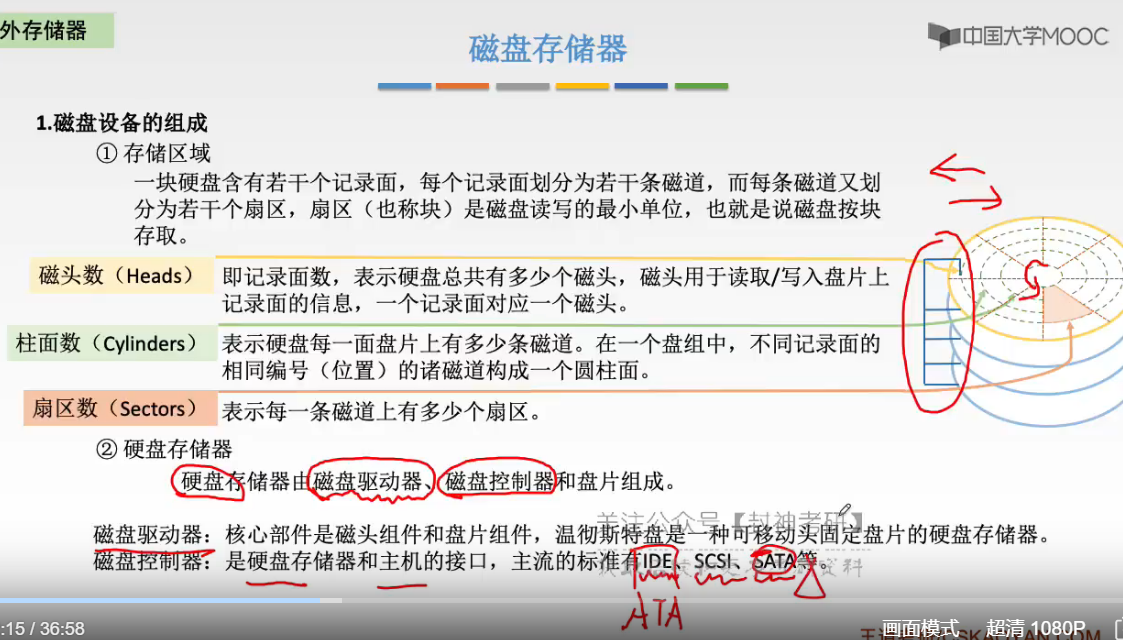 外存储器
中国大学MOOC
磁盘存储器
1.磁盘设备的组成
① 存储区域
一块硬盘含有若干个记录面，每个记录面划分为若干条磁道，而每条磁道又划
分为若干个扇区，扇区（也称块）是磁盘读写的最小单位，也就是说磁盘按块
存取。
磁头数（Heads） 即记录面数，表示硬盘总共有多少个磁头，磁头用于读取/写入盘片上
记录面的信息，一个记录面对应一个磁头。
柱面数（Cylinders） 表示硬盘每一面盘片上有多少条磁道。在一个盘组中，不同记录面的
相同编号（位置）的诸磁道构成一个圆柱面。
扇区数（Sectors） 表示每一条磁道上有多少个扇区。
② 硬盘存储器
硬盘存储器由磁盘驱动器、磁盘控制器和盘片组成。
关注公众号【封神考研】
磁盘驱动器：核心部件是磁头组件和盘片组件，温彻斯特盘是一种可移动头固定盘片的硬盘存储器。
磁盘控制器：是硬盘存储器和主机的接口，主流的标准有IDE、SCSI、SATA等。
ATA
:15 / 36:58
画面模式 超清 1080P